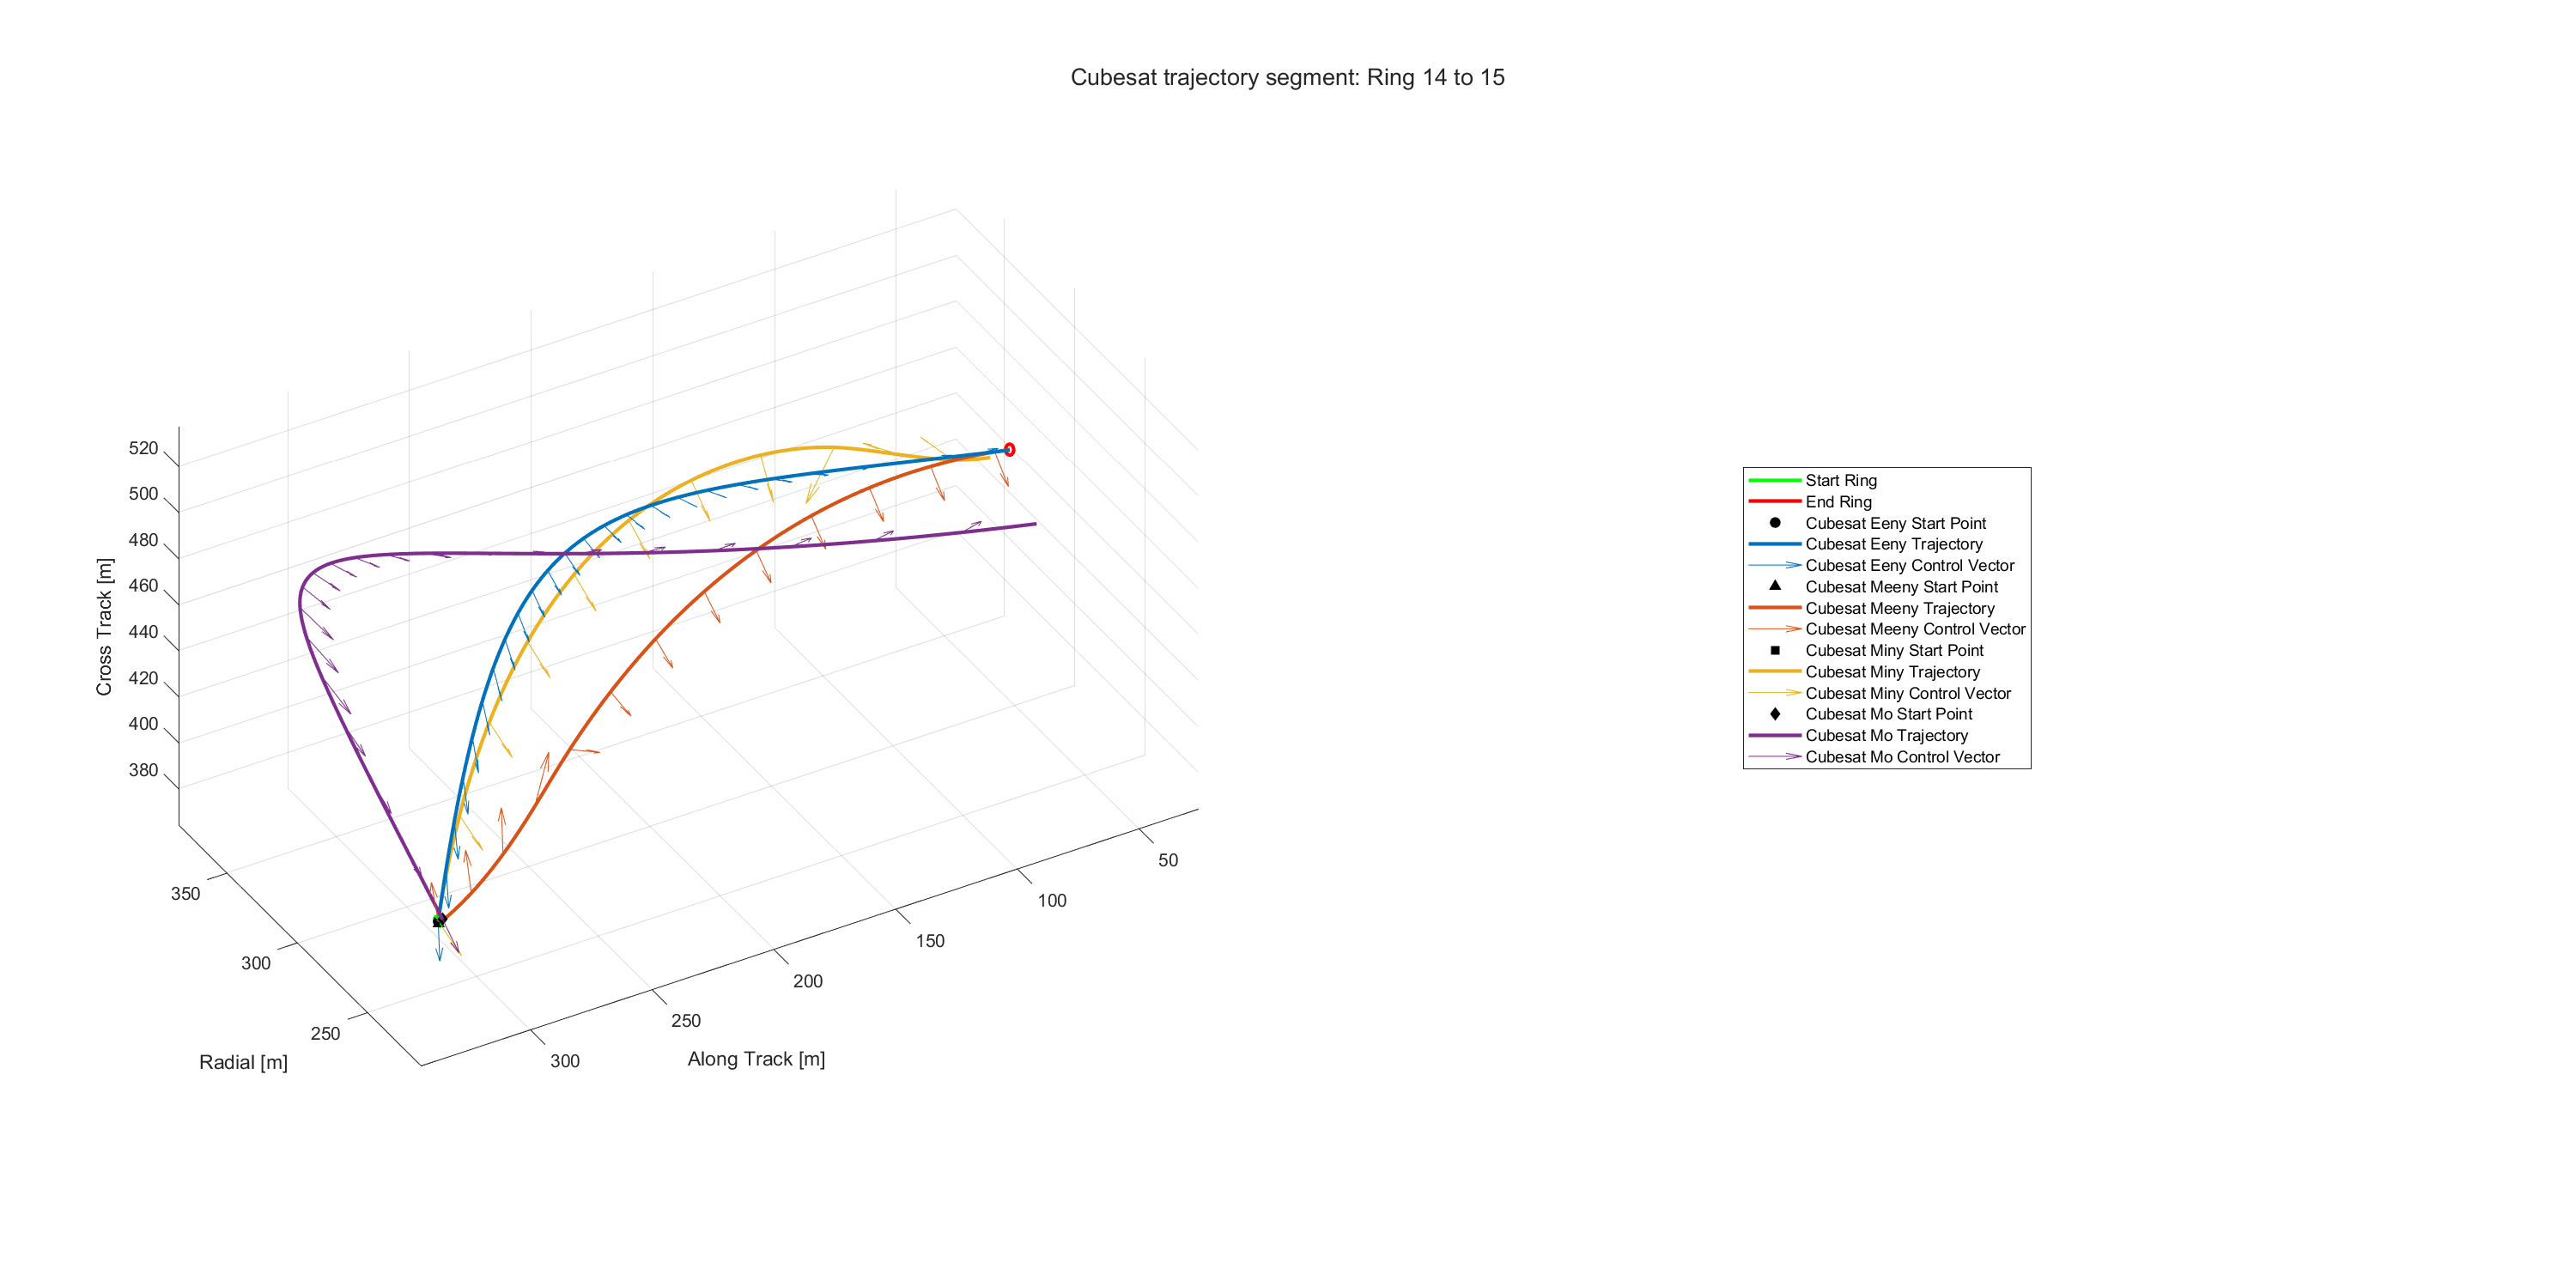 Cubesat trajectory segment: Ring 14 to 15
520
500
480
460
440
420
400
380
Cross Track [m]
350
300
250
Radial [m]
300
250
200
150
100
50
Along Track [m]
Start Ring
End Ring
Cubesat Eeny Start Point
Cubesat Eeny Trajectory
Cubesat Eeny Control Vector
Cubesat Meeny Start Point
Cubesat Meeny Trajectory
Cubesat Meeny Control Vector
Cubesat Miny Start Point
Cubesat Miny Trajectory
Cubesat Miny Control Vector
Cubesat Mo Start Point
Cubesat Mo Trajectory
Cubesat Mo Control Vector